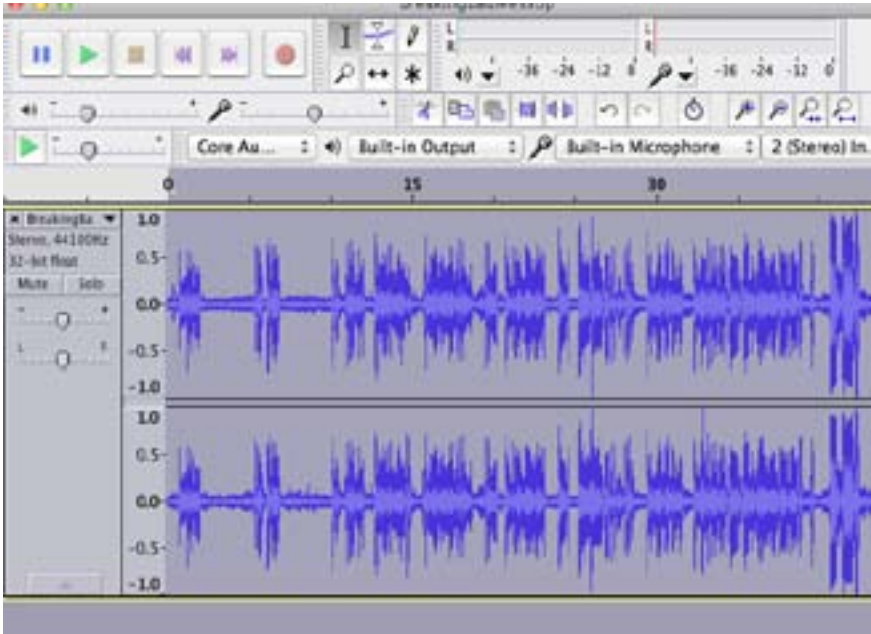 L
R
L
R
-36 -24 -12 0
-36 -24 -12 0
Core Au...
Built-in Output
Built-in Microphone
2 (Stereo) In
0
15
30
BreakingBa
Stereo, 44100Hz
32-bit float
Mute
Solo
- +
L R
1.0
0.5
0.0
-0.5
-1.0
1.0
0.5
0.0
-0.5
-1.0